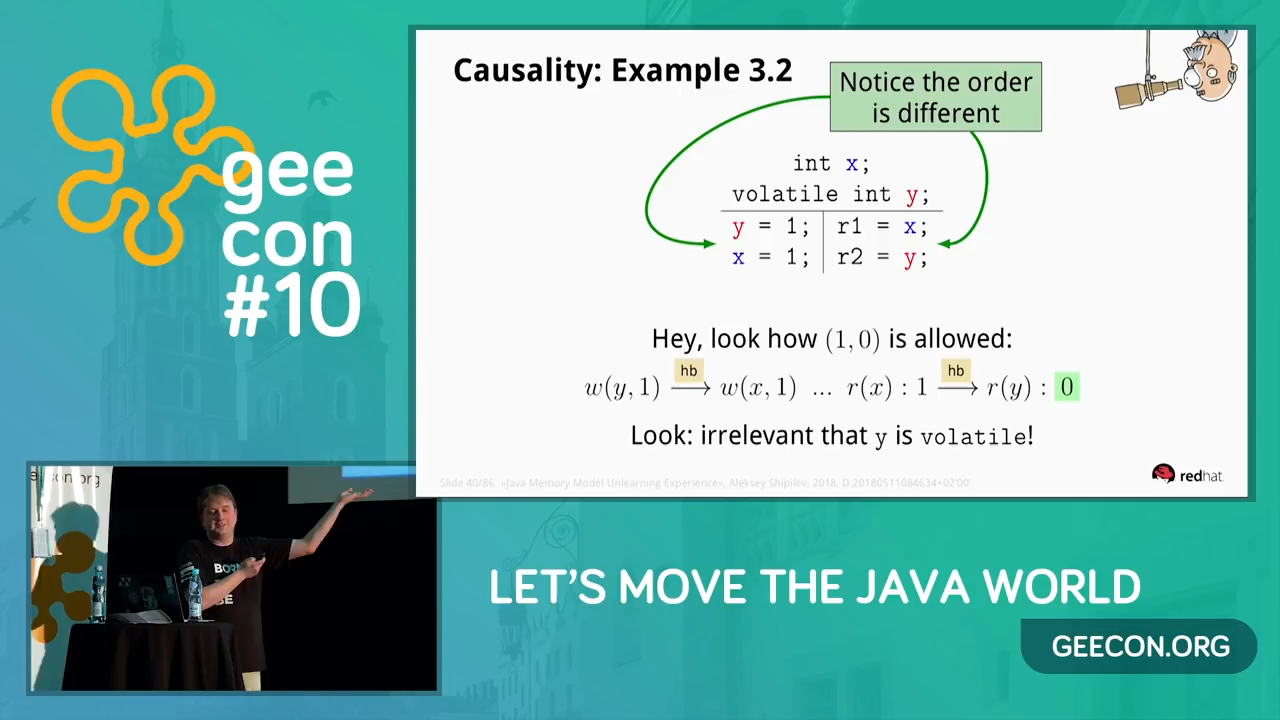 gee
con
#10
Causality: Example 3.2
Notice the order
is different
int x;
volatile int y;
y = 1; r1 = x;
x = 1; r2 = y;
Hey, look how (1, 0) is allowed:
w(y, 1) hb→ w(x, 1) ... r(x) : 1 hb→ r(y) : 0
Look: irrelevant that y is volatile!
Slide 40/86. «Java Memory Model Unlearning Experience», Aleksey Shipilëv, 2018, D:20180511084634+02'00'
redhat.
LET'S MOVE THE JAVA WORLD
GEECON.ORG